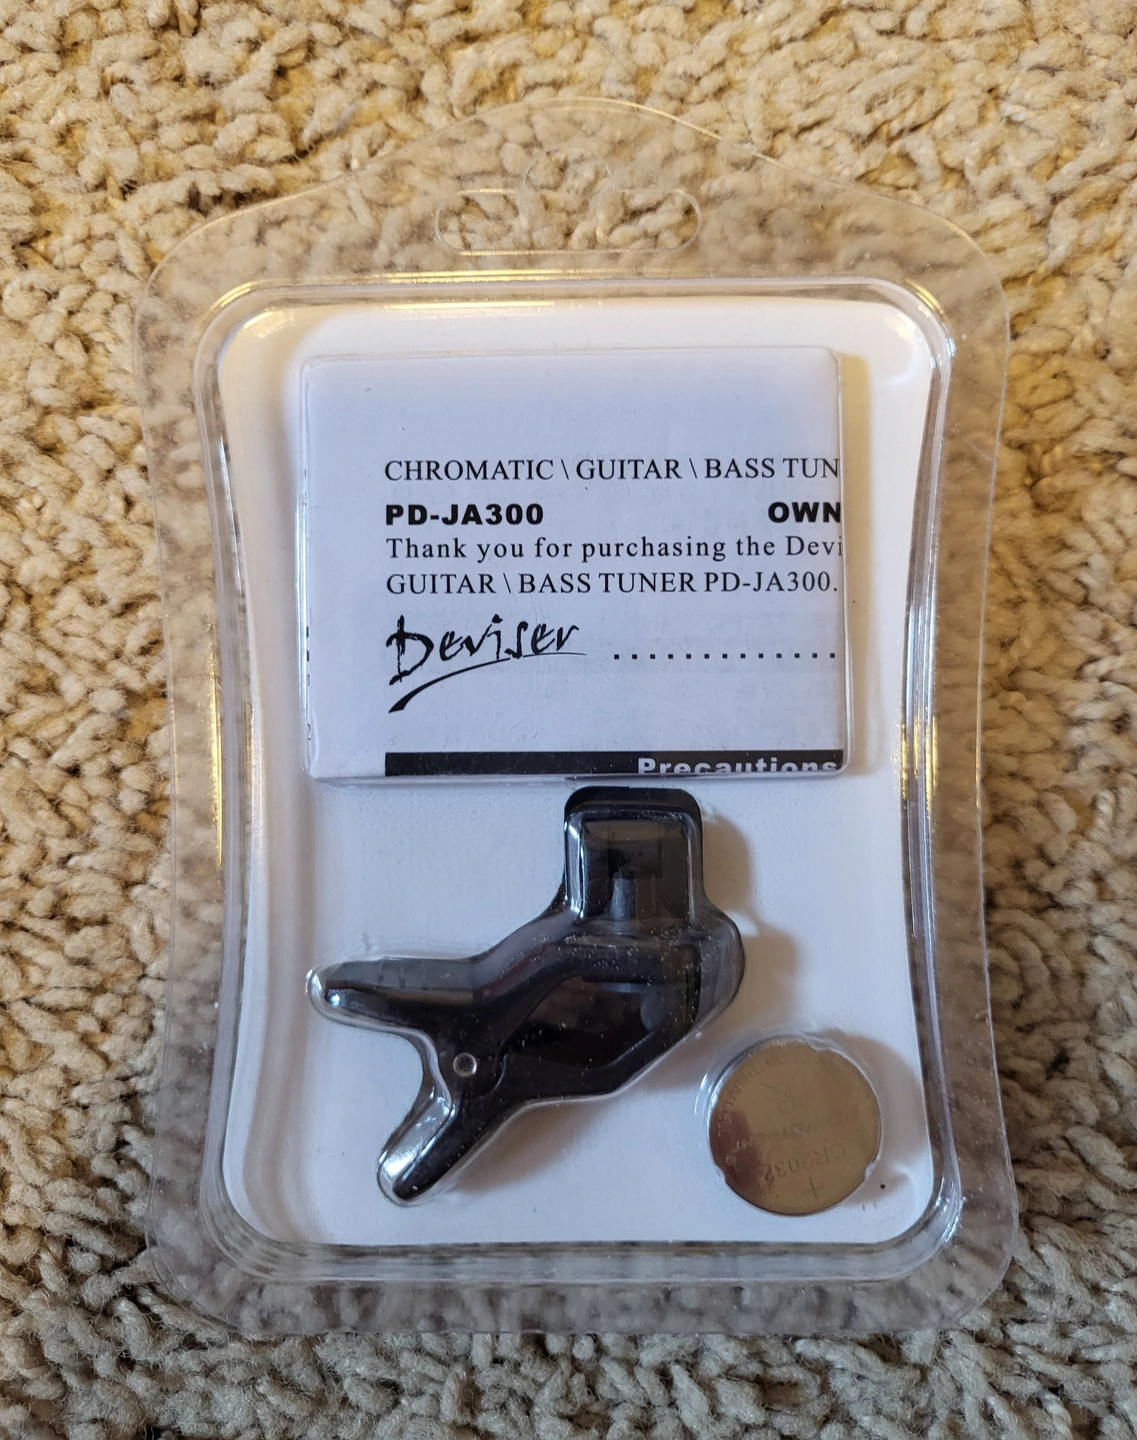 CHROMATIC \ GUITAR \ BASS TUN
PD-JA300 OWN
Thank you for purchasing the Devi
GUITAR \ BASS TUNER PD-JA300.
Deviser .............
Precautions
CR2032
+